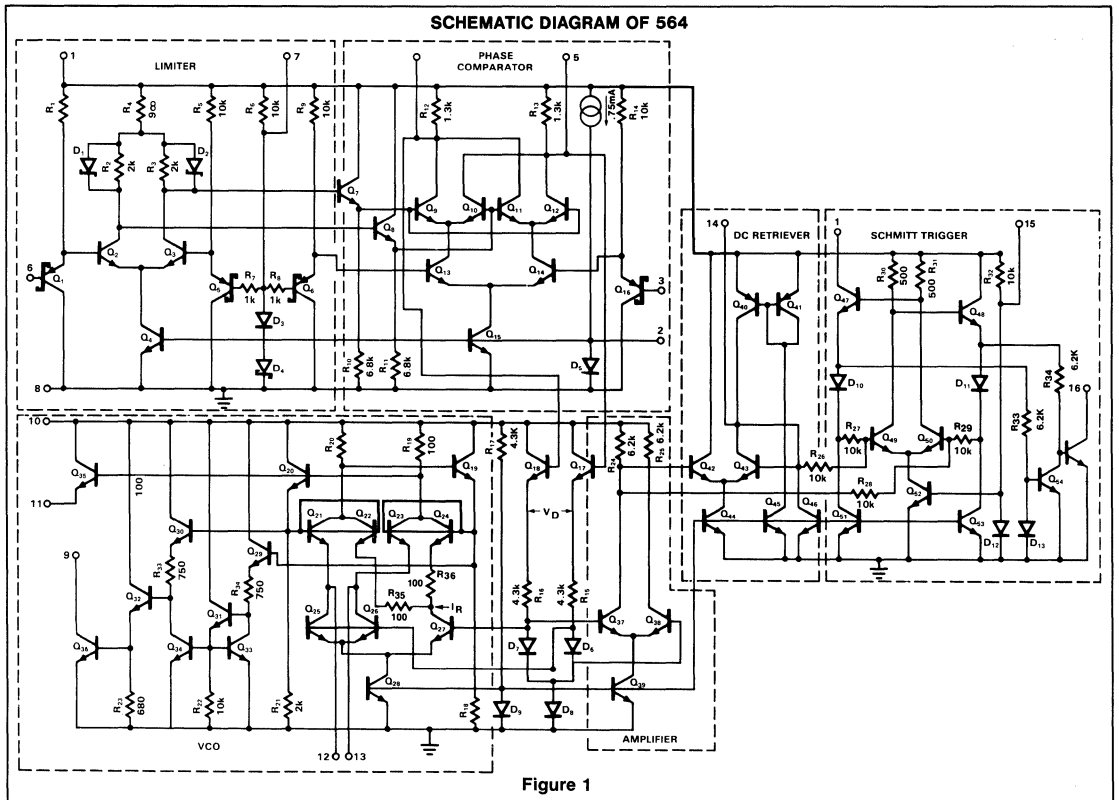 SCHEMATIC DIAGRAM OF 564
1
LIMITER
7
PHASE
COMPARATOR
5
R1
R4
900
R5
10k
R6
10k
R9
10k
R12
1.3k
R13
1.3k
.75mA
R14
10k
D1
R2
2k
R3
2k
D2
Q7
Q8
Q9
Q10
Q11
Q12
6
Q1
Q2
Q3
Q5
R7
1k
R8
1k
Q6
Q13
Q14
Q16
3
D3
D4
Q4
Q15
2
R10
6.8k
R11
6.8k
D5
8
14
DC RETRIEVER
1
SCHMITT TRIGGER
15
R30
500
R31
500
R32
10k
Q40
Q41
Q47
Q48
D10
D11
R34
6.2K
16
R33
6.2K
R27
10k
Q49
Q50
R29
10k
Q42
Q43
R26
10k
R28
10k
Q54
Q52
Q44
Q45
Q46
Q51
Q53
D12
D13
10
Q35
11
100
Q20
R20
R19
100
Q19
R17
4.3K
Q18
Q17
R24
6.2k
R25
6.2k
VD
Q21
Q22
Q23
Q24
Q30
Q29
9
R33
750
R34
750
100
R36
R35
100
IR
4.3k
R16
4.3k
R15
Q32
Q31
Q25
Q26
Q27
Q37
Q38
D7
D6
Q36
Q34
Q33
Q28
Q39
R23
680
R22
10k
R21
2k
R18
D9
D8
VCO
12
13
AMPLIFIER
Figure 1